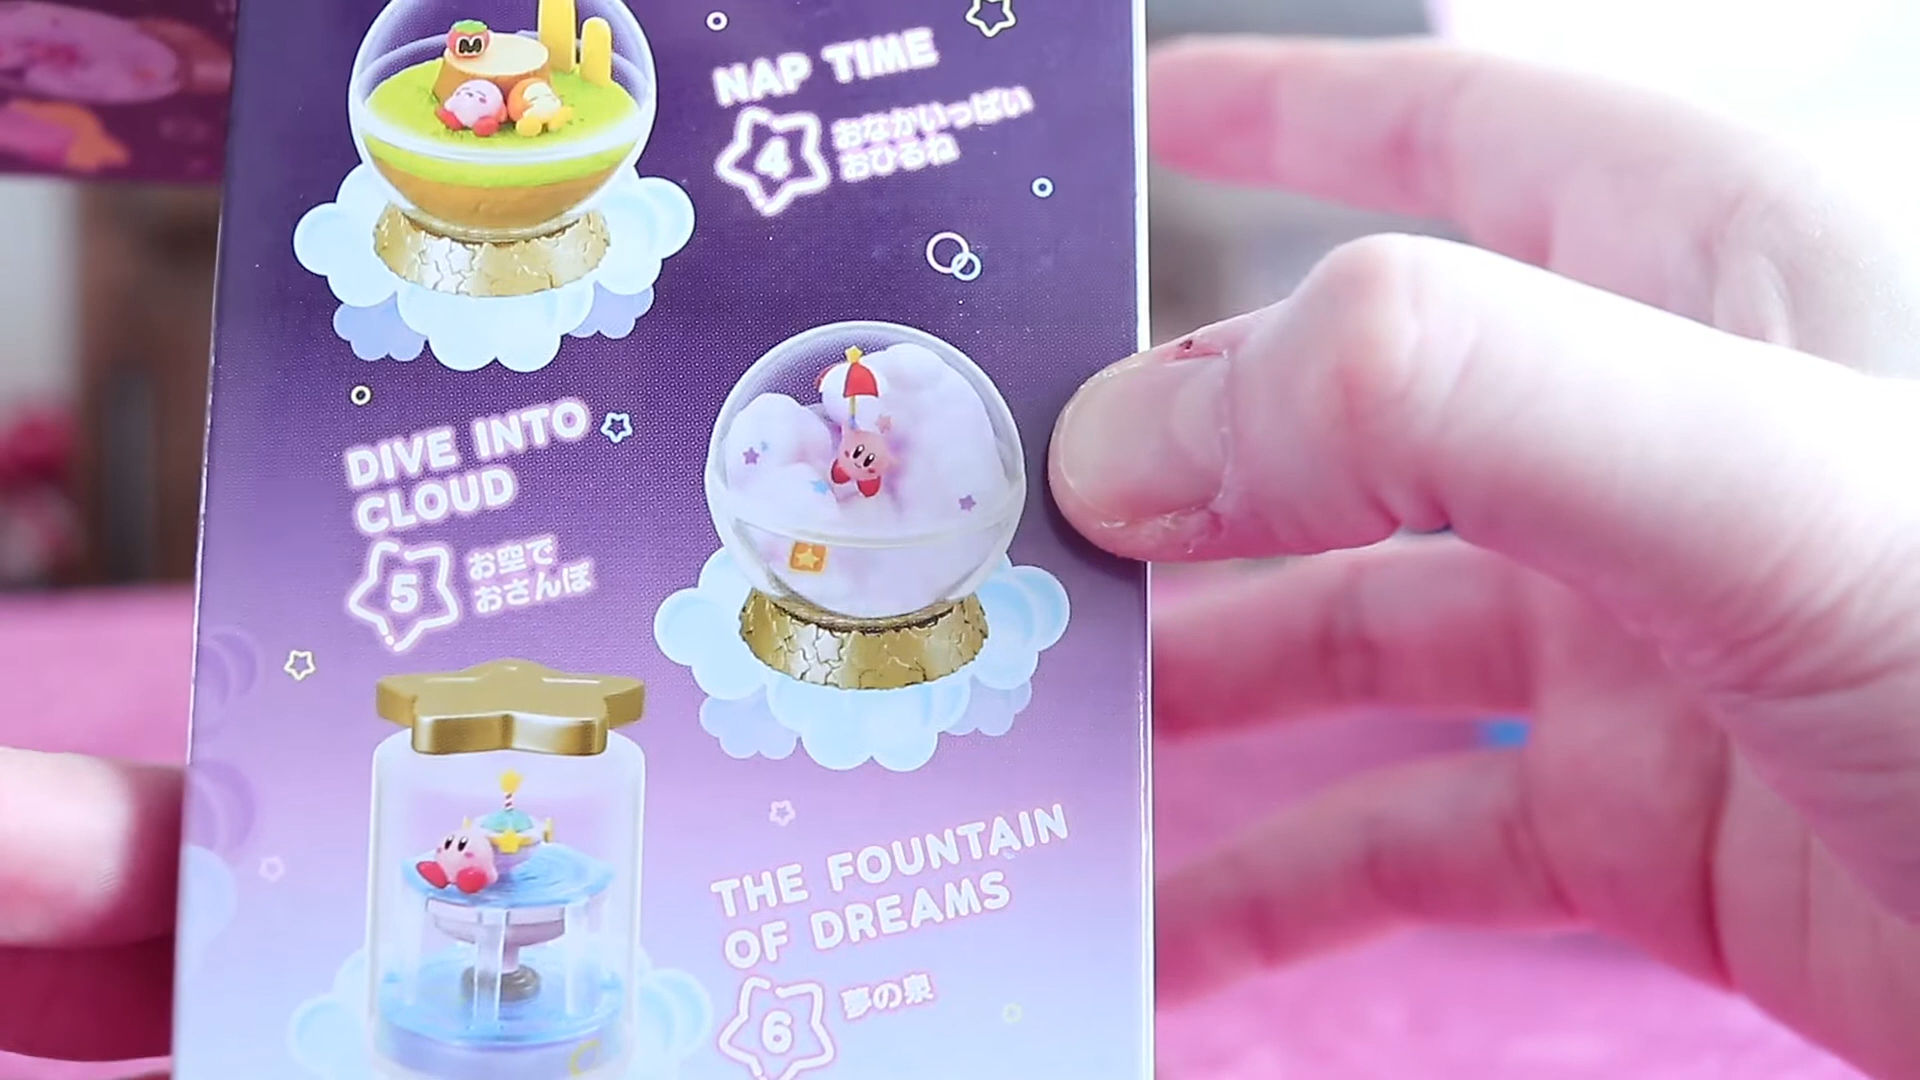 NAP TIME
4
おなかいっぱい
おひるね
DIVE INTO
CLOUD
5
お空で
おさんぽ
THE FOUNTAIN
OF DREAMS
6
夢の泉
M